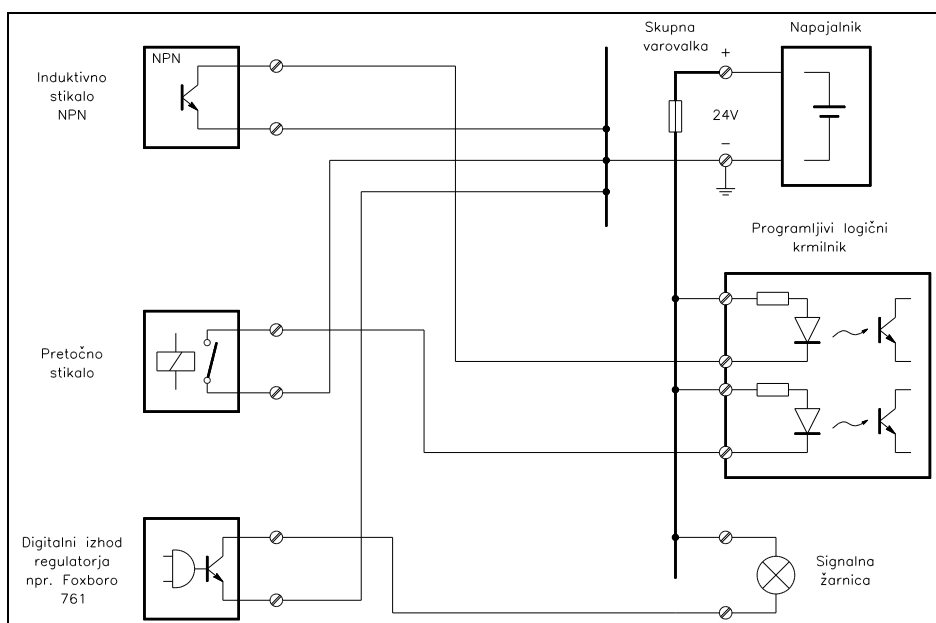 Skupna
varovalka
Napajalnik
NPN
+
Induktivno
stikalo
NPN
24V
−
Programljivi logični
krmilnik
Pretočno
stikalo
Digitalni izhod
regulatorja
npr. Foxboro
761
Signalna
žarnica